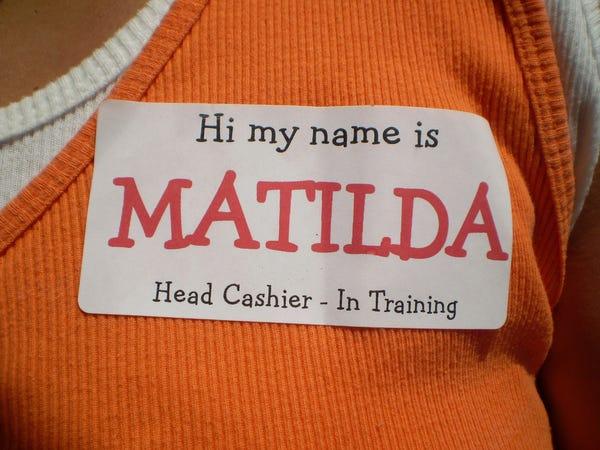 Hi my name is
MATILDA
Head Cashier - In Training